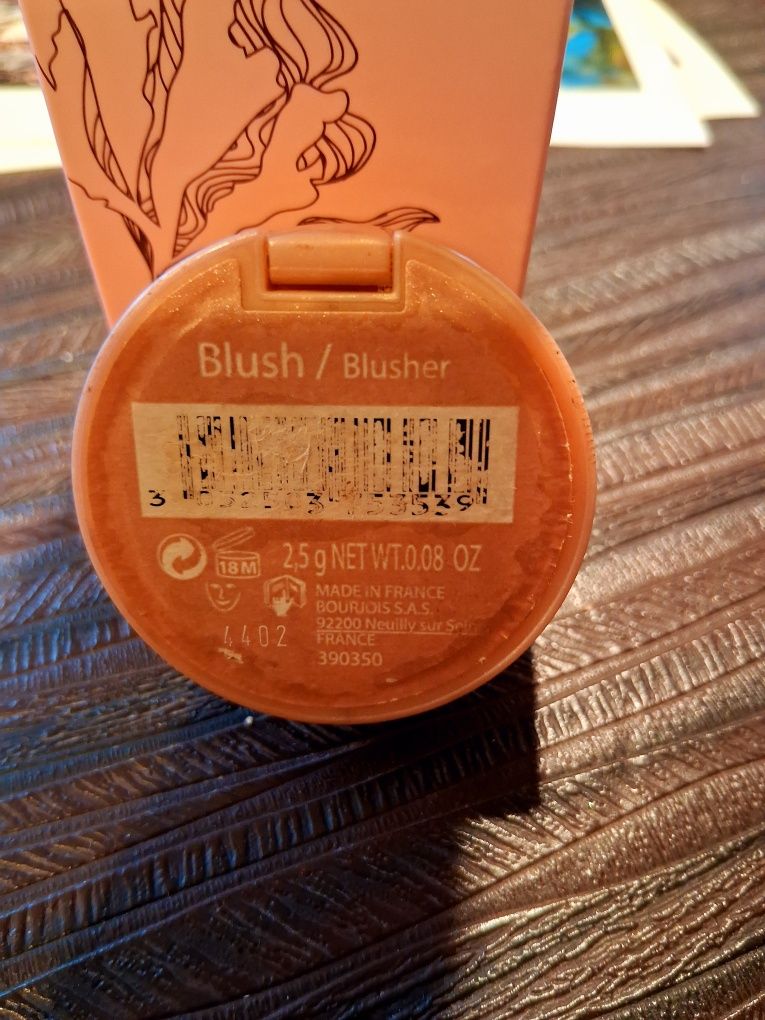 Blush / Blusher
18M
2,5 g NET WT.0.08 OZ
MADE IN FRANCE
BOURJOIS S.A.S.
92200 Neuilly sur Seine
4402
FRANCE
390350